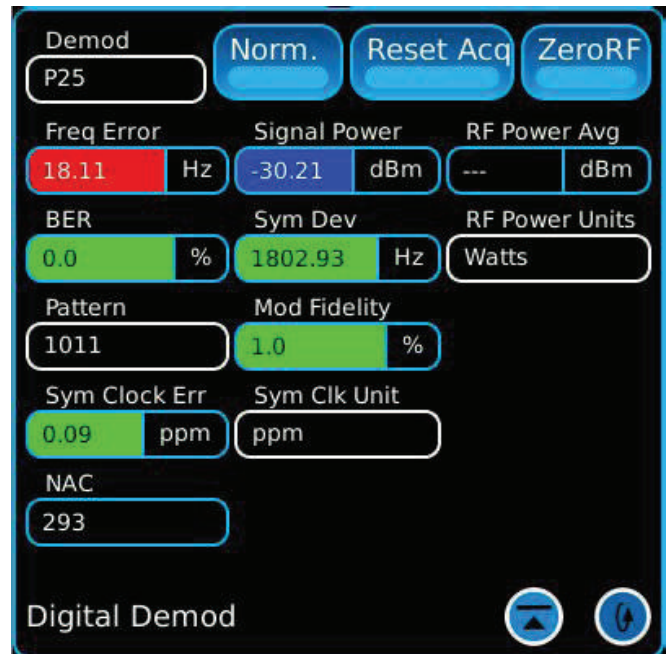 Demod
Norm.
Reset Acq
ZeroRF
P25
Freq Error
Signal Power
RF Power Avg
18.11 Hz
-30.21 dBm
--- dBm
BER
Sym Dev
RF Power Units
0.0 %
1802.93 Hz
Watts
Pattern
Mod Fidelity
1011
1.0 %
Sym Clock Err
Sym Clk Unit
0.09 ppm
ppm
NAC
293
Digital Demod